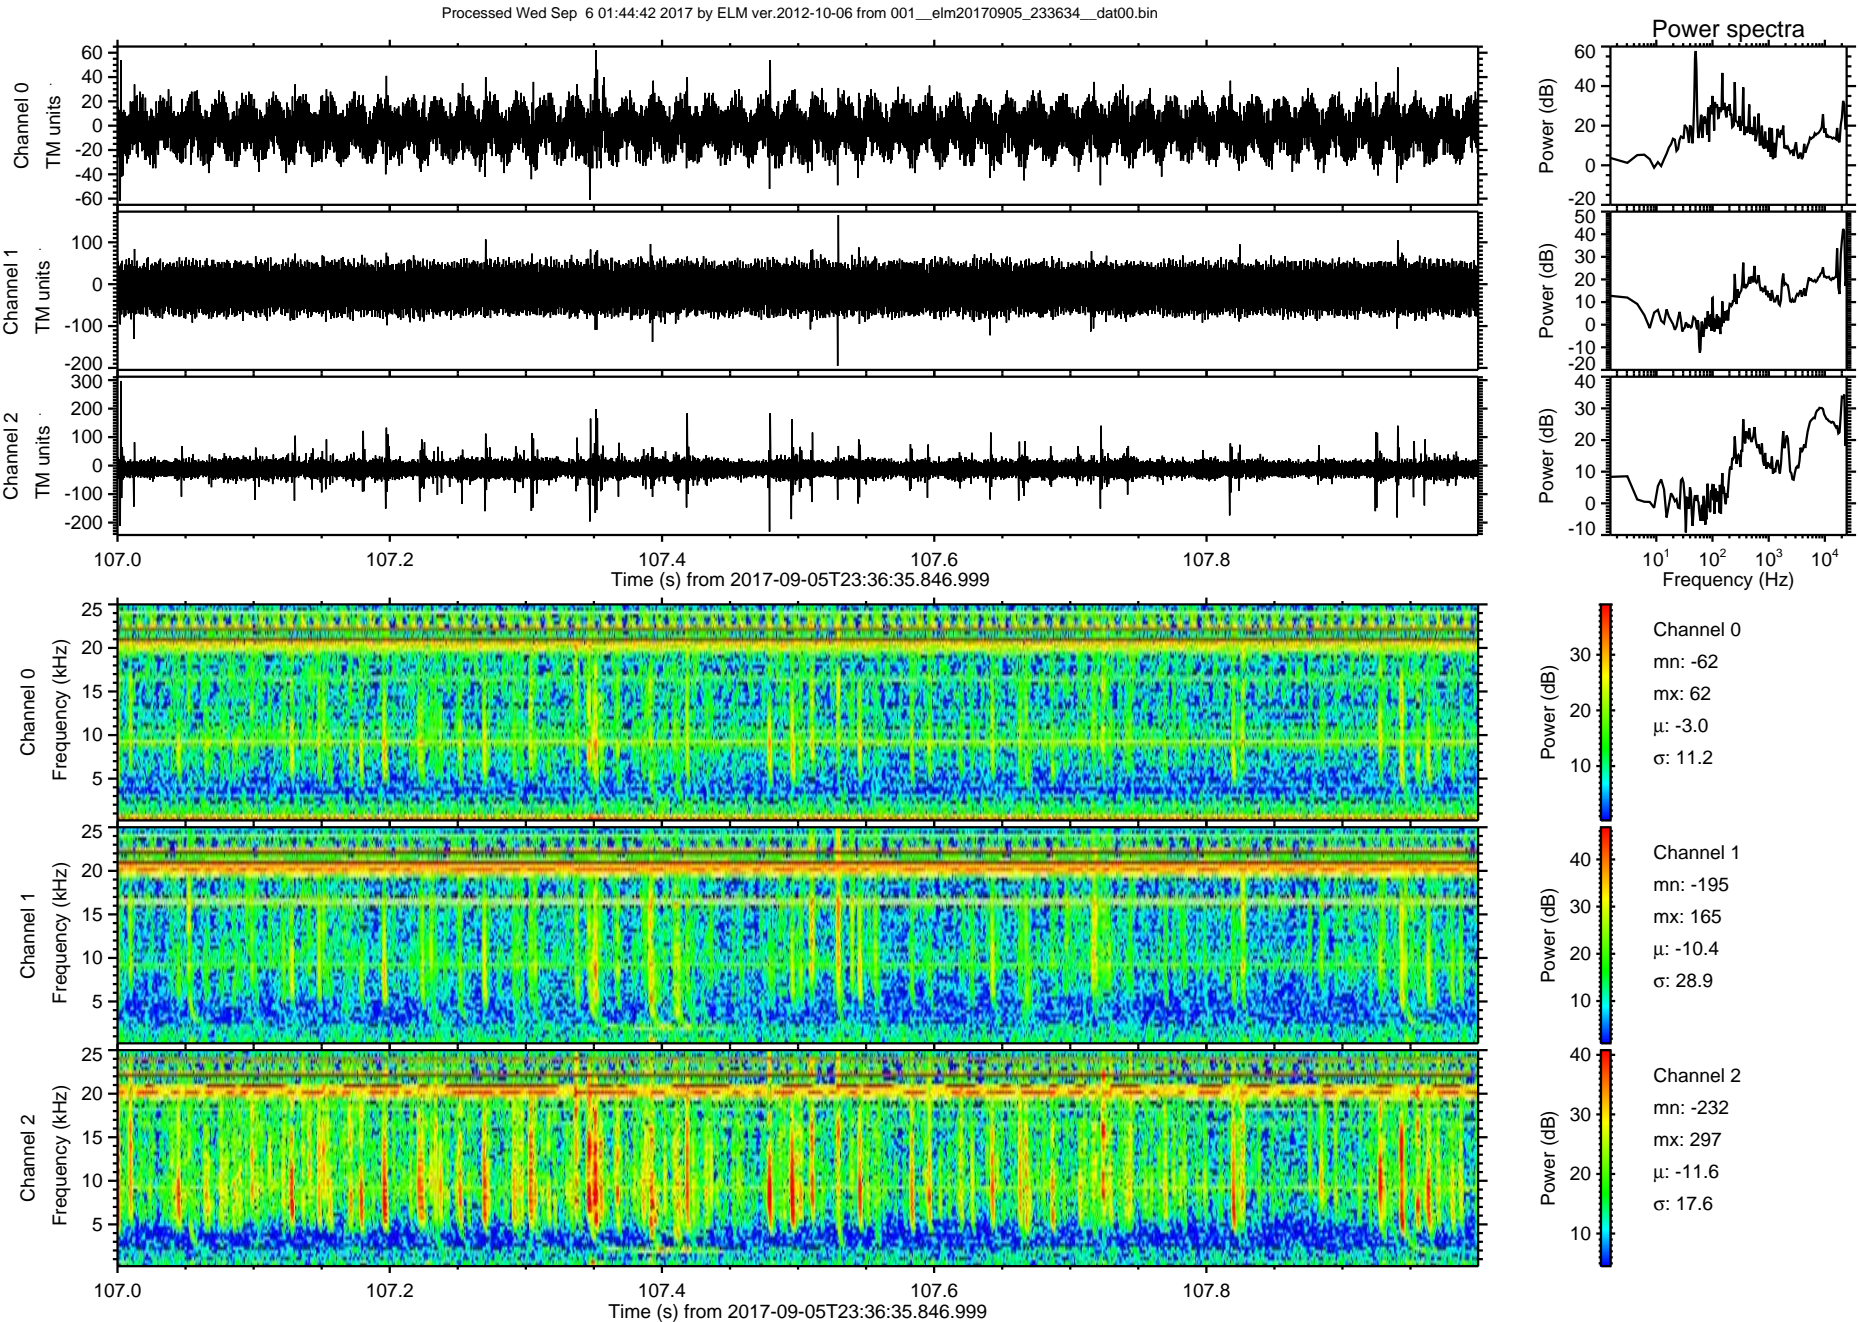 Processed Wed Sep  6 01:44:42 2017 by ELM ver.2012-10-06 from 001__elm20170905_233634__dat00.bin
Power spectra
Channel 0
TM units
60
40
20
0
-20
-40
-60
Power (dB)
60
40
20
0
-20
Channel 1
TM units
100
0
-100
-200
Power (dB)
50
40
30
20
10
0
-10
-20
Channel 2
TM units
300
200
100
0
-100
-200
Power (dB)
40
30
20
10
0
-10
107.0 107.2 107.4 107.6 107.8
Time (s) from 2017-09-05T23:36:35.846.999
10^1 10^2 10^3 10^4
Frequency (Hz)
Channel 0
Frequency (kHz)
25
20
15
10
5
Power (dB)
30
20
10
Channel 0
mn: -62
mx: 62
μ: -3.0
σ: 11.2
Channel 1
Frequency (kHz)
25
20
15
10
5
Power (dB)
40
30
20
10
Channel 1
mn: -195
mx: 165
μ: -10.4
σ: 28.9
Channel 2
Frequency (kHz)
25
20
15
10
5
Power (dB)
40
30
20
10
Channel 2
mn: -232
mx: 297
μ: -11.6
σ: 17.6
107.0 107.2 107.4 107.6 107.8
Time (s) from 2017-09-05T23:36:35.846.999